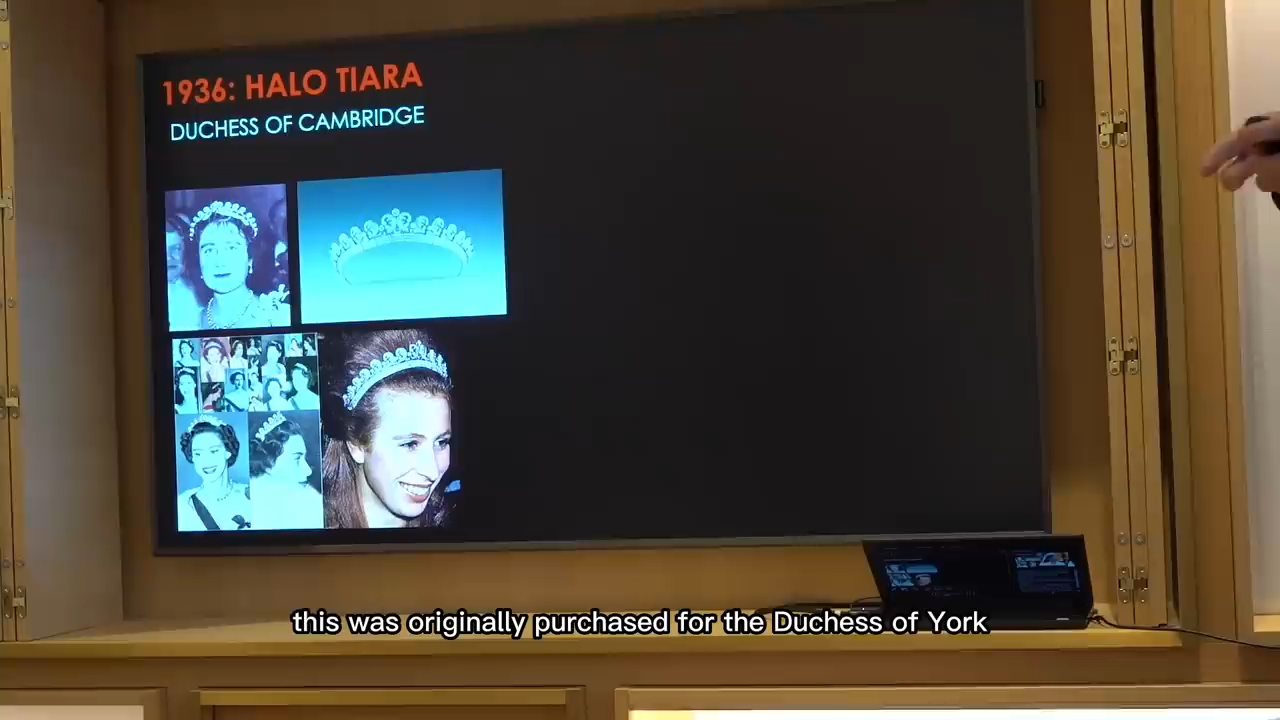 1936: HALO TIARA
DUCHESS OF CAMBRIDGE
this was originally purchased for the Duchess of York